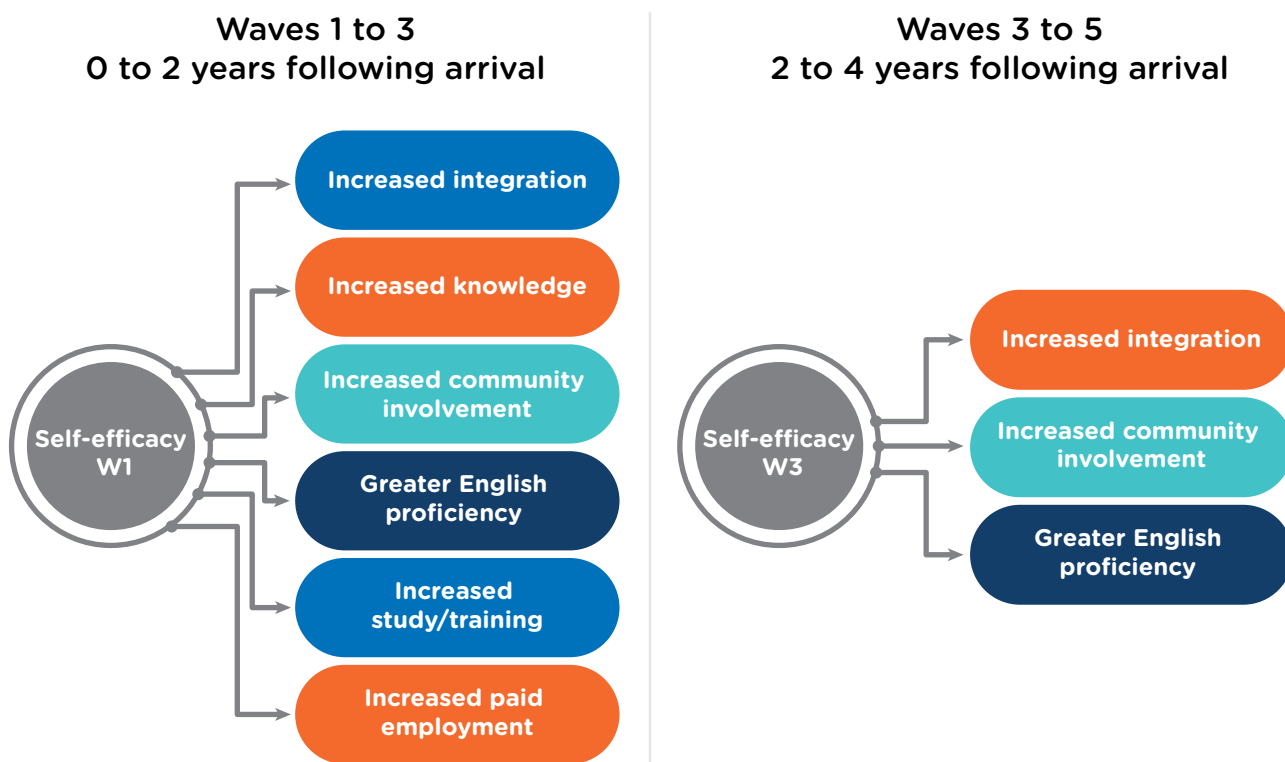 Waves 1 to 3
0 to 2 years following arrival
Increased integration
Increased knowledge
Increased community
involvement
Self-efficacy
W1
Greater English
proficiency
Increased
study/training
Increased paid
employment
Waves 3 to 5
2 to 4 years following arrival
Self-efficacy
W3
Increased integration
Increased community
involvement
Greater English
proficiency